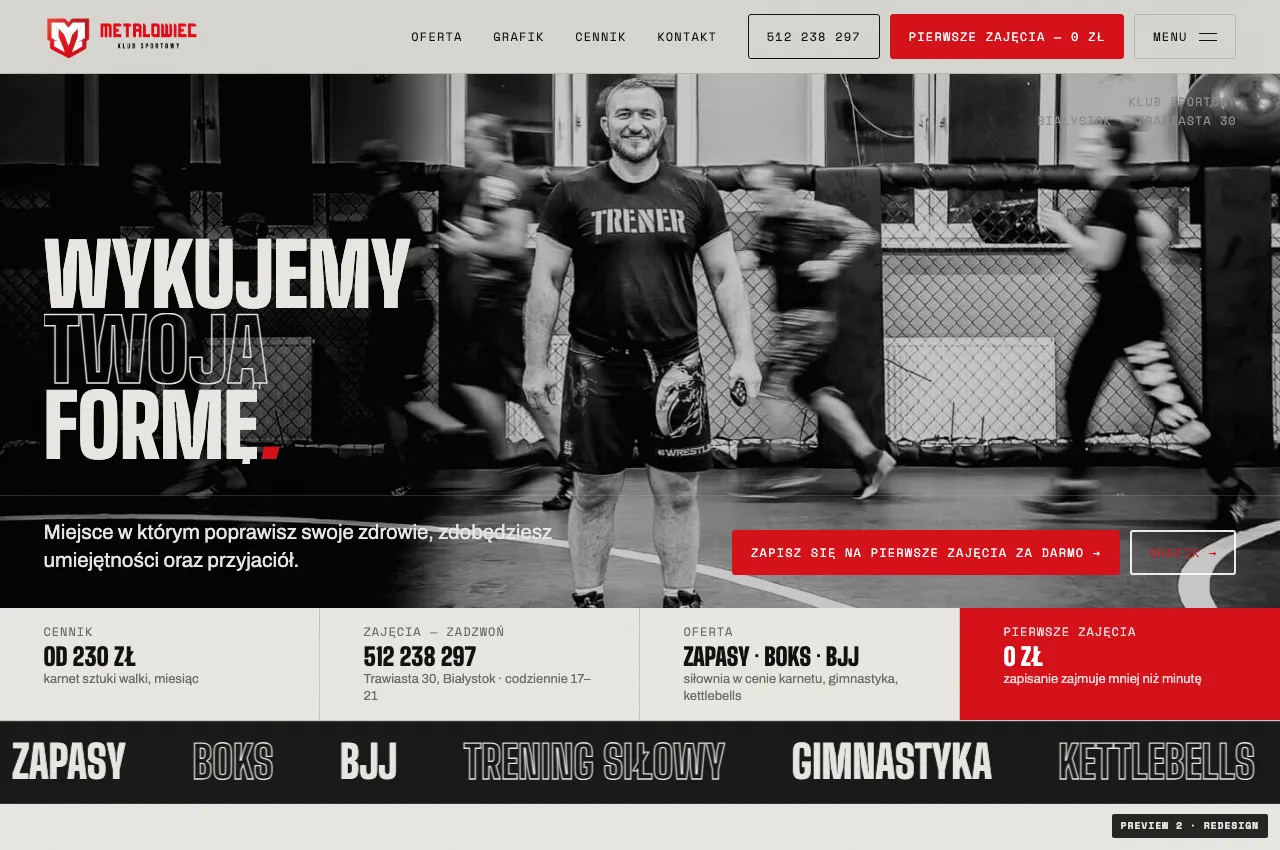 METALOWIEC
KLUB SPORTOWY
OFERTA
GRAFIK
CENNIK
KONTAKT
512 238 297
PIERWSZE ZAJĘCIA — 0 ZŁ
MENU
KLUB SPORTOWY
BIAŁYSTOK · TRAWIASTA 30
TRENER
WYKUJEMY
TWOJĄ
FORMĘ
#WRESTL
Miejsce w którym poprawisz swoje zdrowie, zdobędziesz
umiejętności oraz przyjaciół.
ZAPISZ SIĘ NA PIERWSZE ZAJĘCIA ZA DARMO →
GRAFIK →
CENNIK
OD 230 ZŁ
karnet sztuki walki, miesiąc
ZAJĘCIA — ZADZWOŃ
512 238 297
Trawiasta 30, Białystok · codziennie 17–
21
OFERTA
ZAPASY · BOKS · BJJ
siłownia w cenie karnetu, gimnastyka,
kettlebells
PIERWSZE ZAJĘCIA
0 ZŁ
zapisanie zajmuje mniej niż minutę
ZAPASY BOKS BJJ TRENING SIŁOWY GIMNASTYKA KETTLEBELLS
PREVIEW 2 · REDESIGN